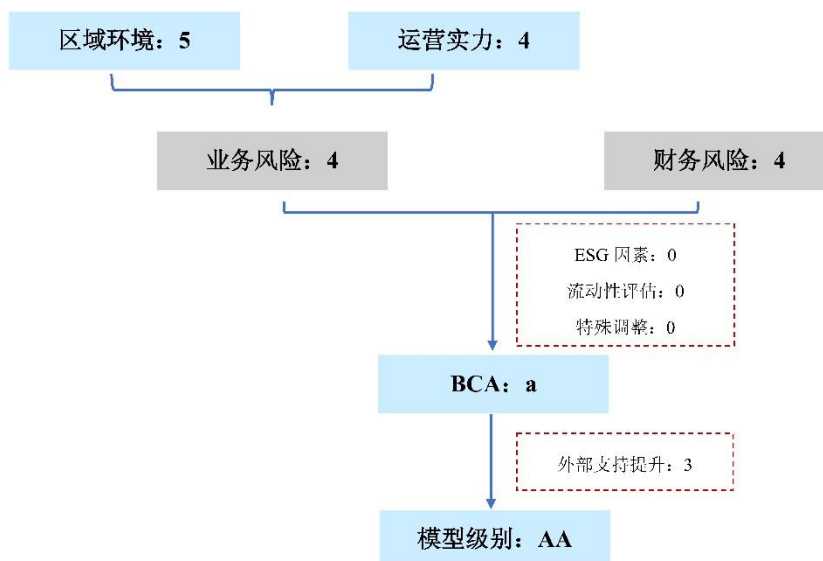 区域环境：5
运营实力：4
业务风险：4
财务风险：4
ESG 因素：0
流动性评估：0
特殊调整：0
BCA：a
外部支持提升：3
模型级别：AA